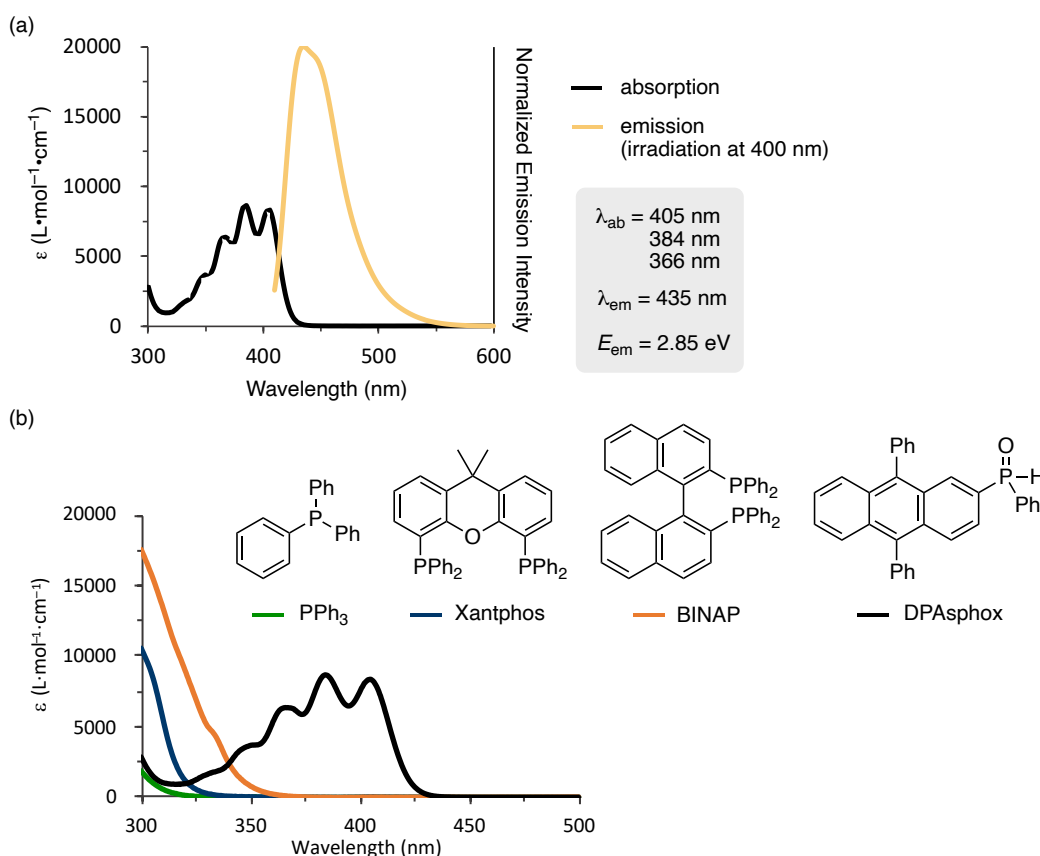 (a)
20000
15000
10000
5000
0
ε (L•mol⁻¹•cm⁻¹)
300
400
500
600
Wavelength (nm)
Normalized Emission Intensity
absorption
emission
(irradiation at 400 nm)
λab = 405 nm
384 nm
366 nm
λem = 435 nm
Eem = 2.85 eV
(b)
Ph
P
Ph
O
PPh2
PPh2
PPh2
PPh2
Ph
O
P
H
Ph
Ph
PPh3
Xantphos
BINAP
DPAsphox
20000
15000
10000
5000
0
ε (L·mol⁻¹·cm⁻¹)
300
350
400
450
500
Wavelength (nm)